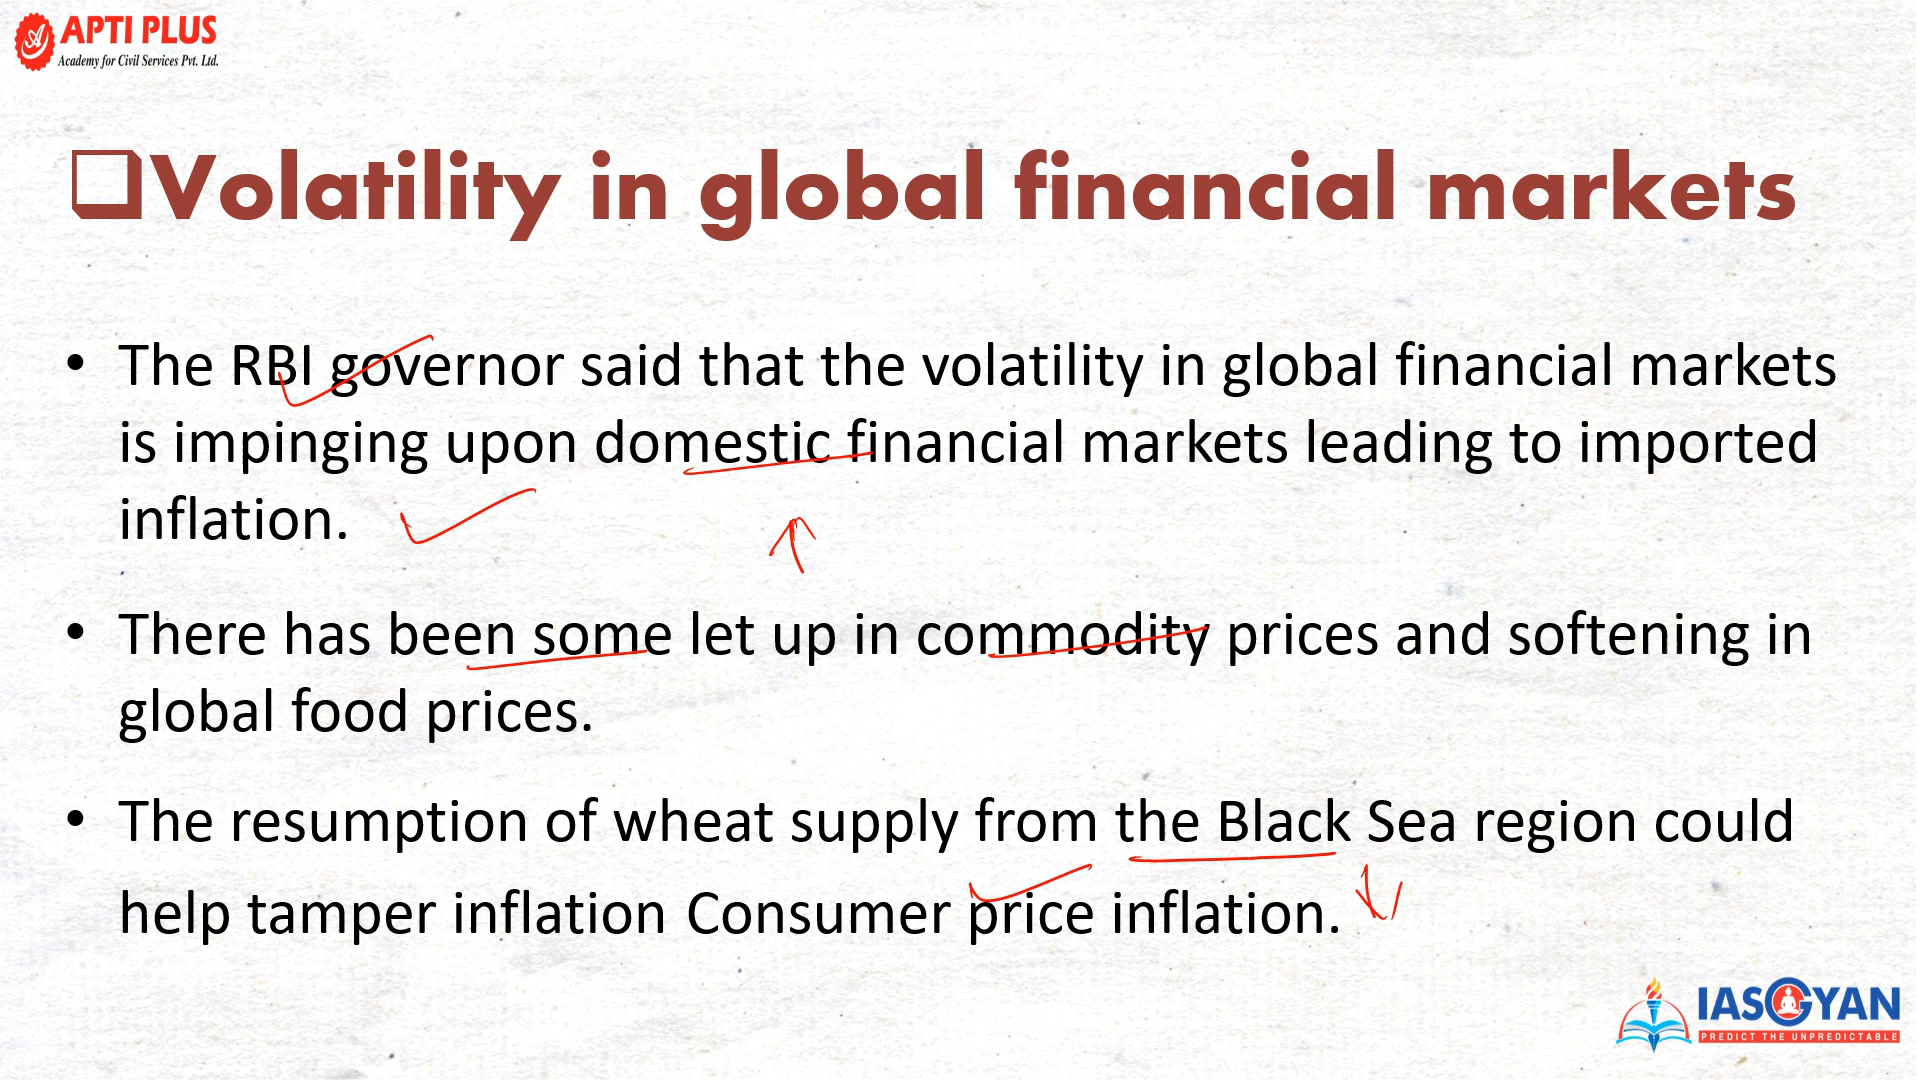 APTI PLUS
Academy for Civil Services Pvt. Ltd.
❑Volatility in global financial markets
• The RBI governor said that the volatility in global financial markets
is impinging upon domestic financial markets leading to imported
inflation.
• There has been some let up in commodity prices and softening in
global food prices.
• The resumption of wheat supply from the Black Sea region could
help tamper inflation Consumer price inflation.
IASGYAN
PREDICT THE UNPREDICTABLE